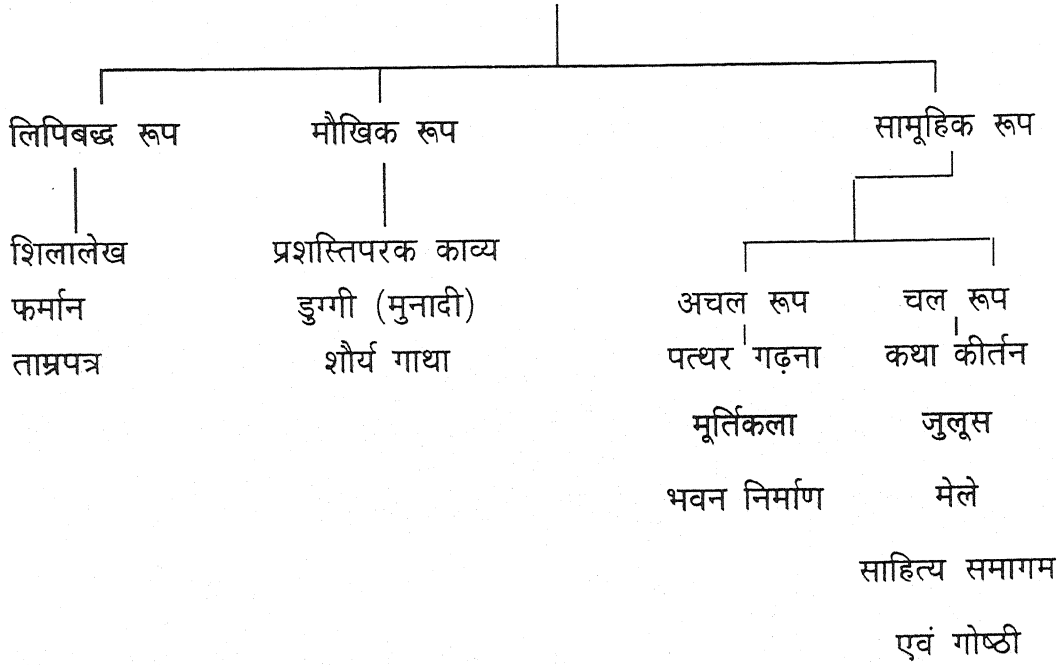 लिपिबद्ध रूप मौखिक रूप सामूहिक रूप
शिलालेख प्रशस्तिपरक काव्य
फर्मान डुग्गी (मुनादी) अचल रूप चल रूप
ताम्रपत्र शौर्य गाथा पत्थर गढ़ना कथा कीर्तन
मूर्तिकला जुलूस
भवन निर्माण मेले
साहित्य समागम
एवं गोष्ठी